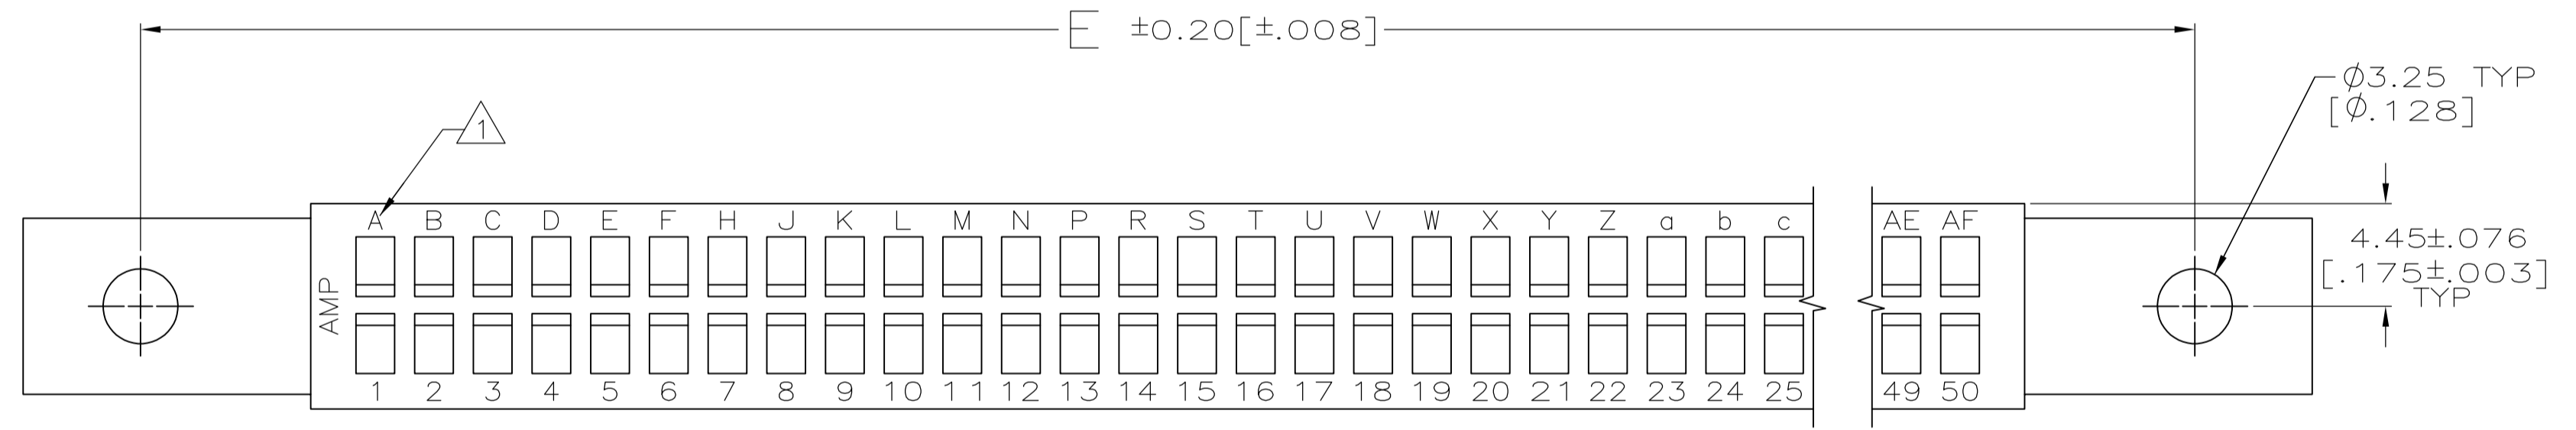 E ±0.20[±.008]
Ø3.25 TYP
[Ø.128]
1
A B C D E F H J K L M N P R S T U V W X Y Z a b c AE AF
4.45±.076
[.175±.003]
TYP
AMP
1 2 3 4 5 6 7 8 9 10 11 12 13 14 15 16 17 18 19 20 21 22 23 24 25 49 50